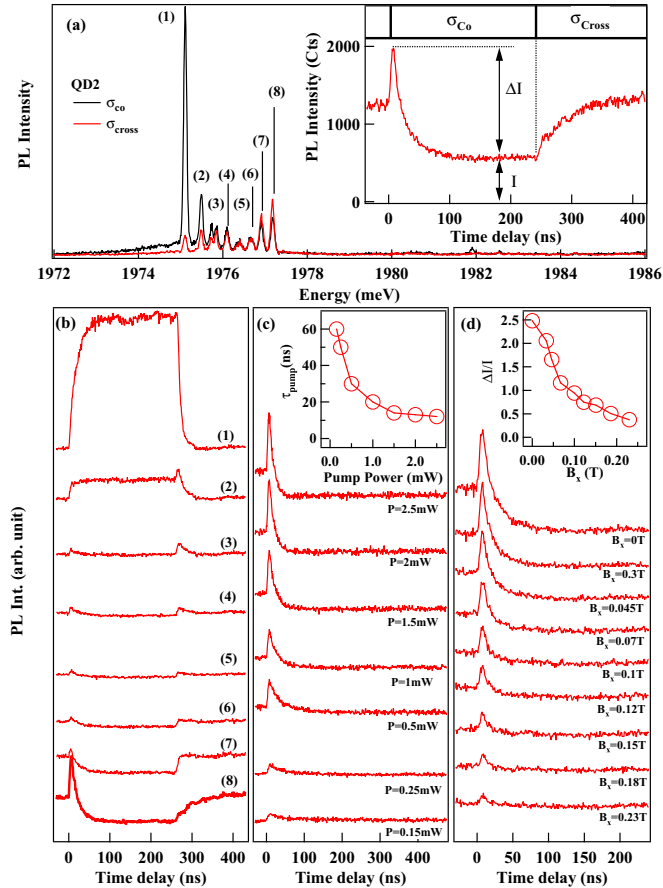 (a)
QD2
σco
σcross
(1)
(2)
(3)
(4)
(5)
(6)
(7)
(8)
PL Intensity
1972
1974
1976
1978
1980
1982
1984
1986
Energy (meV)
σCo
σCross
PL Intensity (Cts)
2000
1000
0
ΔI
I
0
100
200
300
400
Time delay (ns)
PL Int. (arb. unit)
(b)
(1)
(2)
(3)
(4)
(5)
(6)
(7)
(8)
0
100
200
300
400
Time delay (ns)
(c)
τpump(ns)
60
40
20
0
0.0
1.0
2.0
Pump Power (mW)
P=2.5mW
P=2mW
P=1.5mW
P=1mW
P=0.5mW
P=0.25mW
P=0.15mW
0
100
200
300
400
Time delay (ns)
(d)
ΔI/I
2.5
2.0
1.5
1.0
0.5
0.0
0.00
0.10
0.20
Bx (T)
Bx=0T
Bx=0.3T
Bx=0.045T
Bx=0.07T
Bx=0.1T
Bx=0.12T
Bx=0.15T
Bx=0.18T
Bx=0.23T
0
50
100
150
200
Time delay (ns)